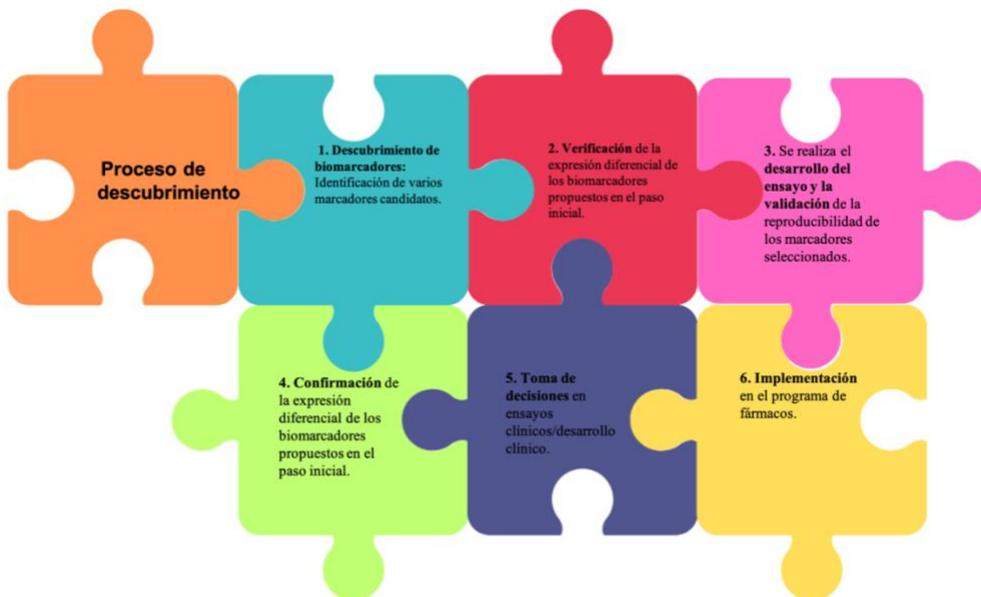 Proceso de
descubrimiento
1. Descubrimiento de
biomarcadores:
Identificación de varios
marcadores candidatos.
2. Verificación de la
expresión diferencial de
los biomarcadores
propuestos en el paso
inicial.
3. Se realiza el
desarrollo del
ensayo y la
validación de la
reproducibilidad de
los marcadores
seleccionados.
4. Confirmación de
la expresión
diferencial de los
biomarcadores
propuestos en el
paso inicial.
5. Toma de
decisiones en
ensayos
clínicos/desarrollo
clínico.
6. Implementación
en el programa de
fármacos.